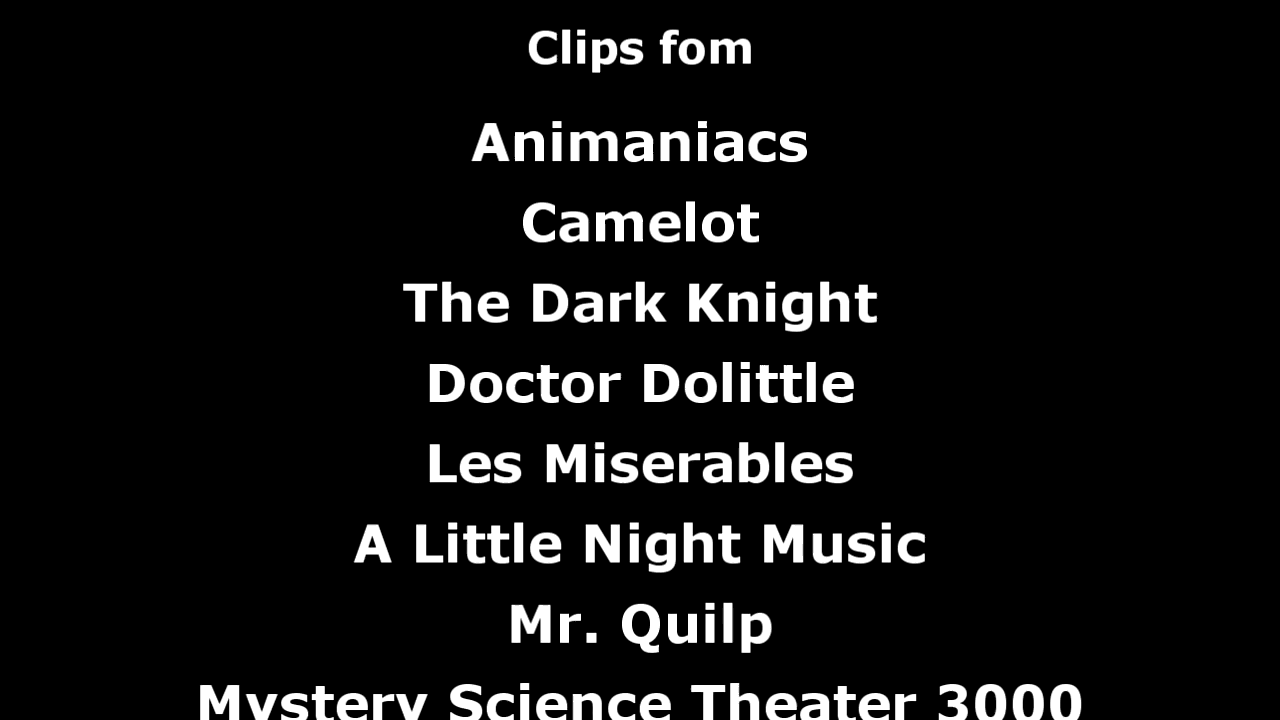 Clips fom
Animaniacs
Camelot
The Dark Knight
Doctor Dolittle
Les Miserables
A Little Night Music
Mr. Quilp
Mystery Science Theater 3000